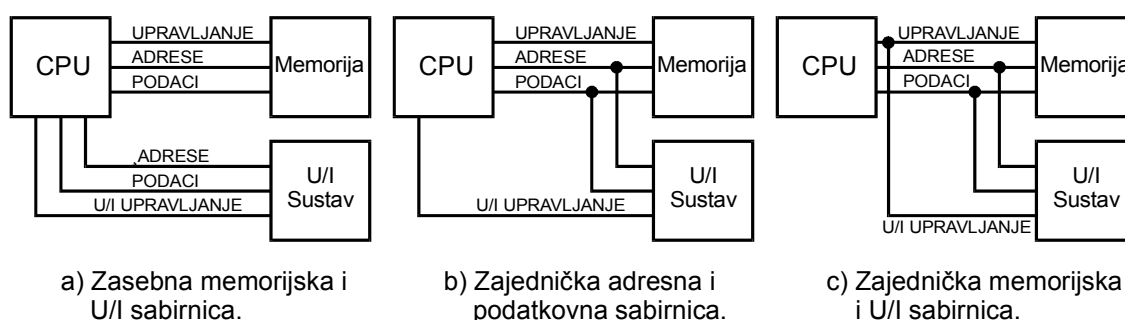 CPU
UPRAVLJANJE
ADRESE
PODACI
Memorija
ADRESE
PODACI
U/I UPRAVLJANJE
U/I
Sustav
a) Zasebna memorijska i
U/I sabirnica.
CPU
UPRAVLJANJE
ADRESE
PODACI
Memorija
U/I UPRAVLJANJE
U/I
Sustav
b) Zajednička adresna i
podatkovna sabirnica.
CPU
UPRAVLJANJE
ADRESE
PODACI
Memorija
U/I UPRAVLJANJE
U/I
Sustav
c) Zajednička memorijska
i U/I sabirnica.